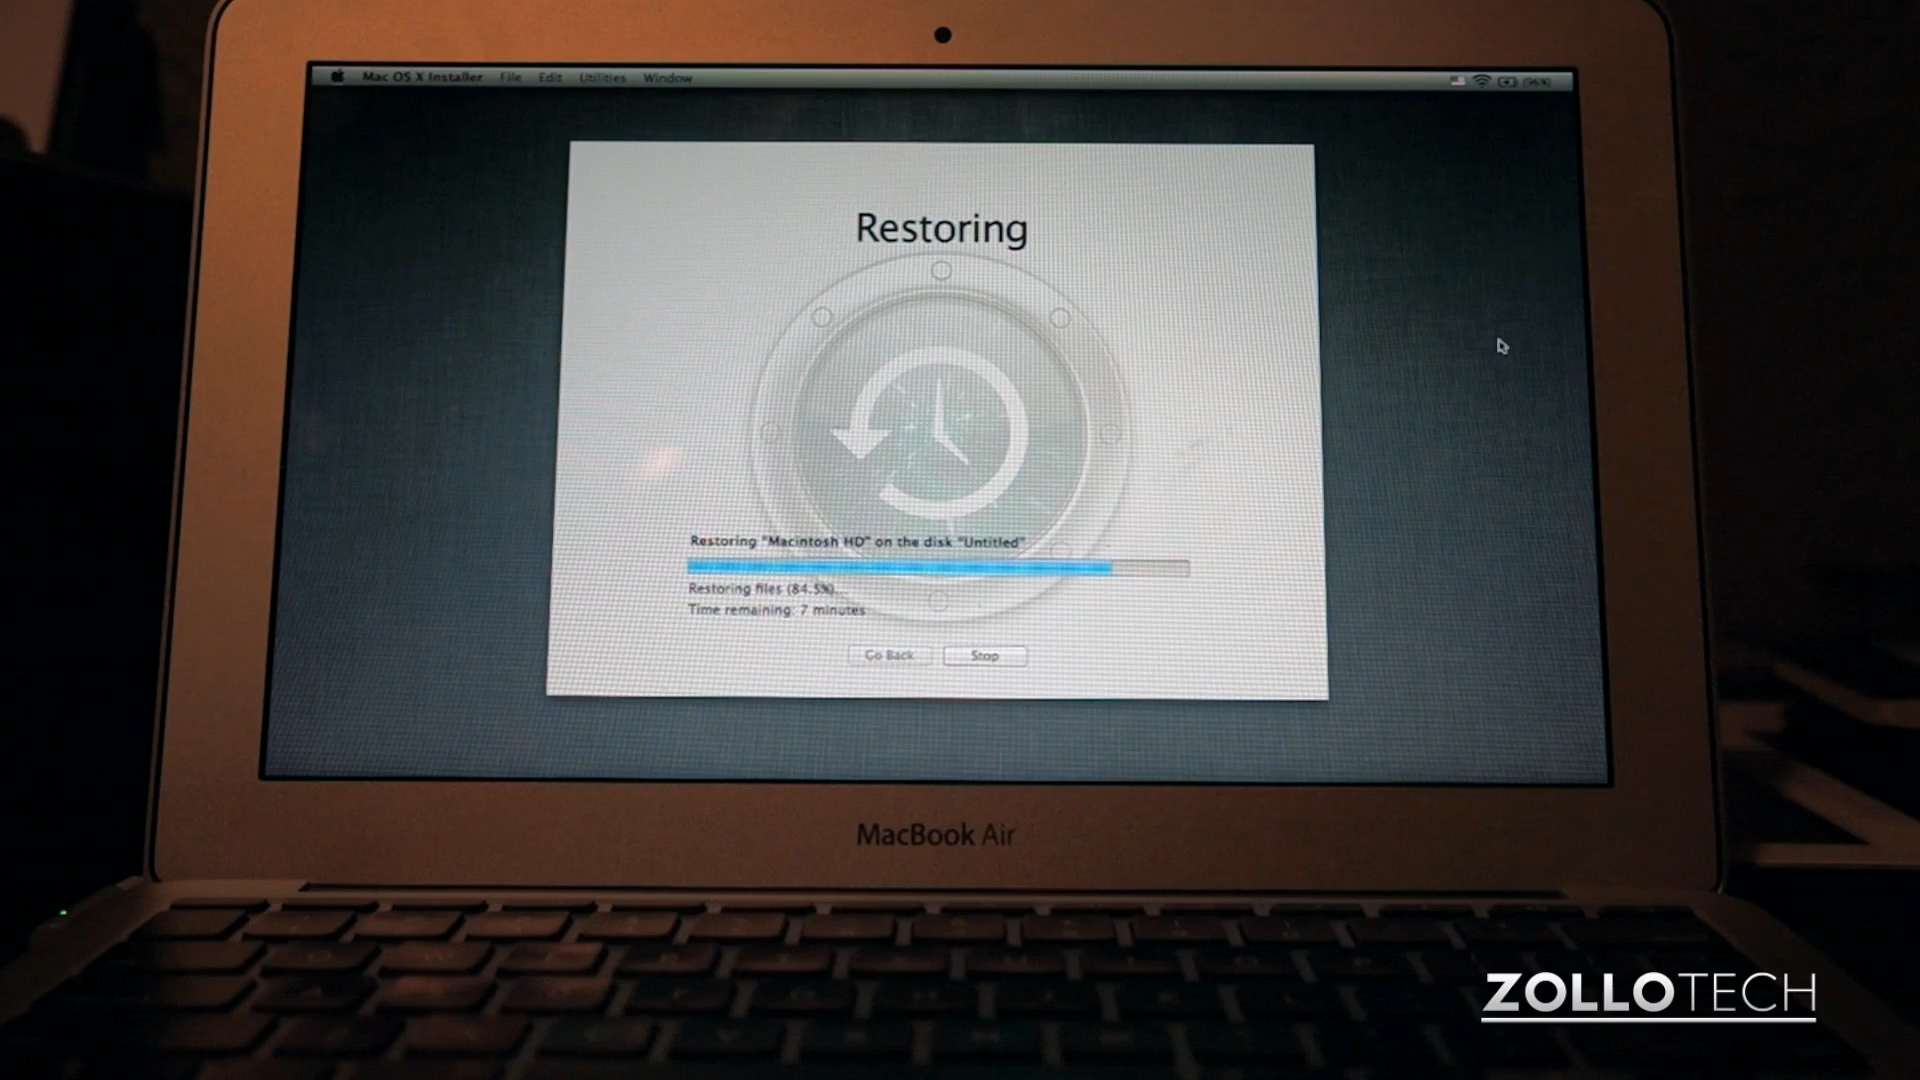 Mac OS X Installer File Edit Utilities Window (96%)
Restoring
Restoring "Macintosh HD" on the disk "Untitled"
Restoring files (84.5%)...
Time remaining: 7 minutes
Go Back Stop
MacBook Air
ZOLLOTECH